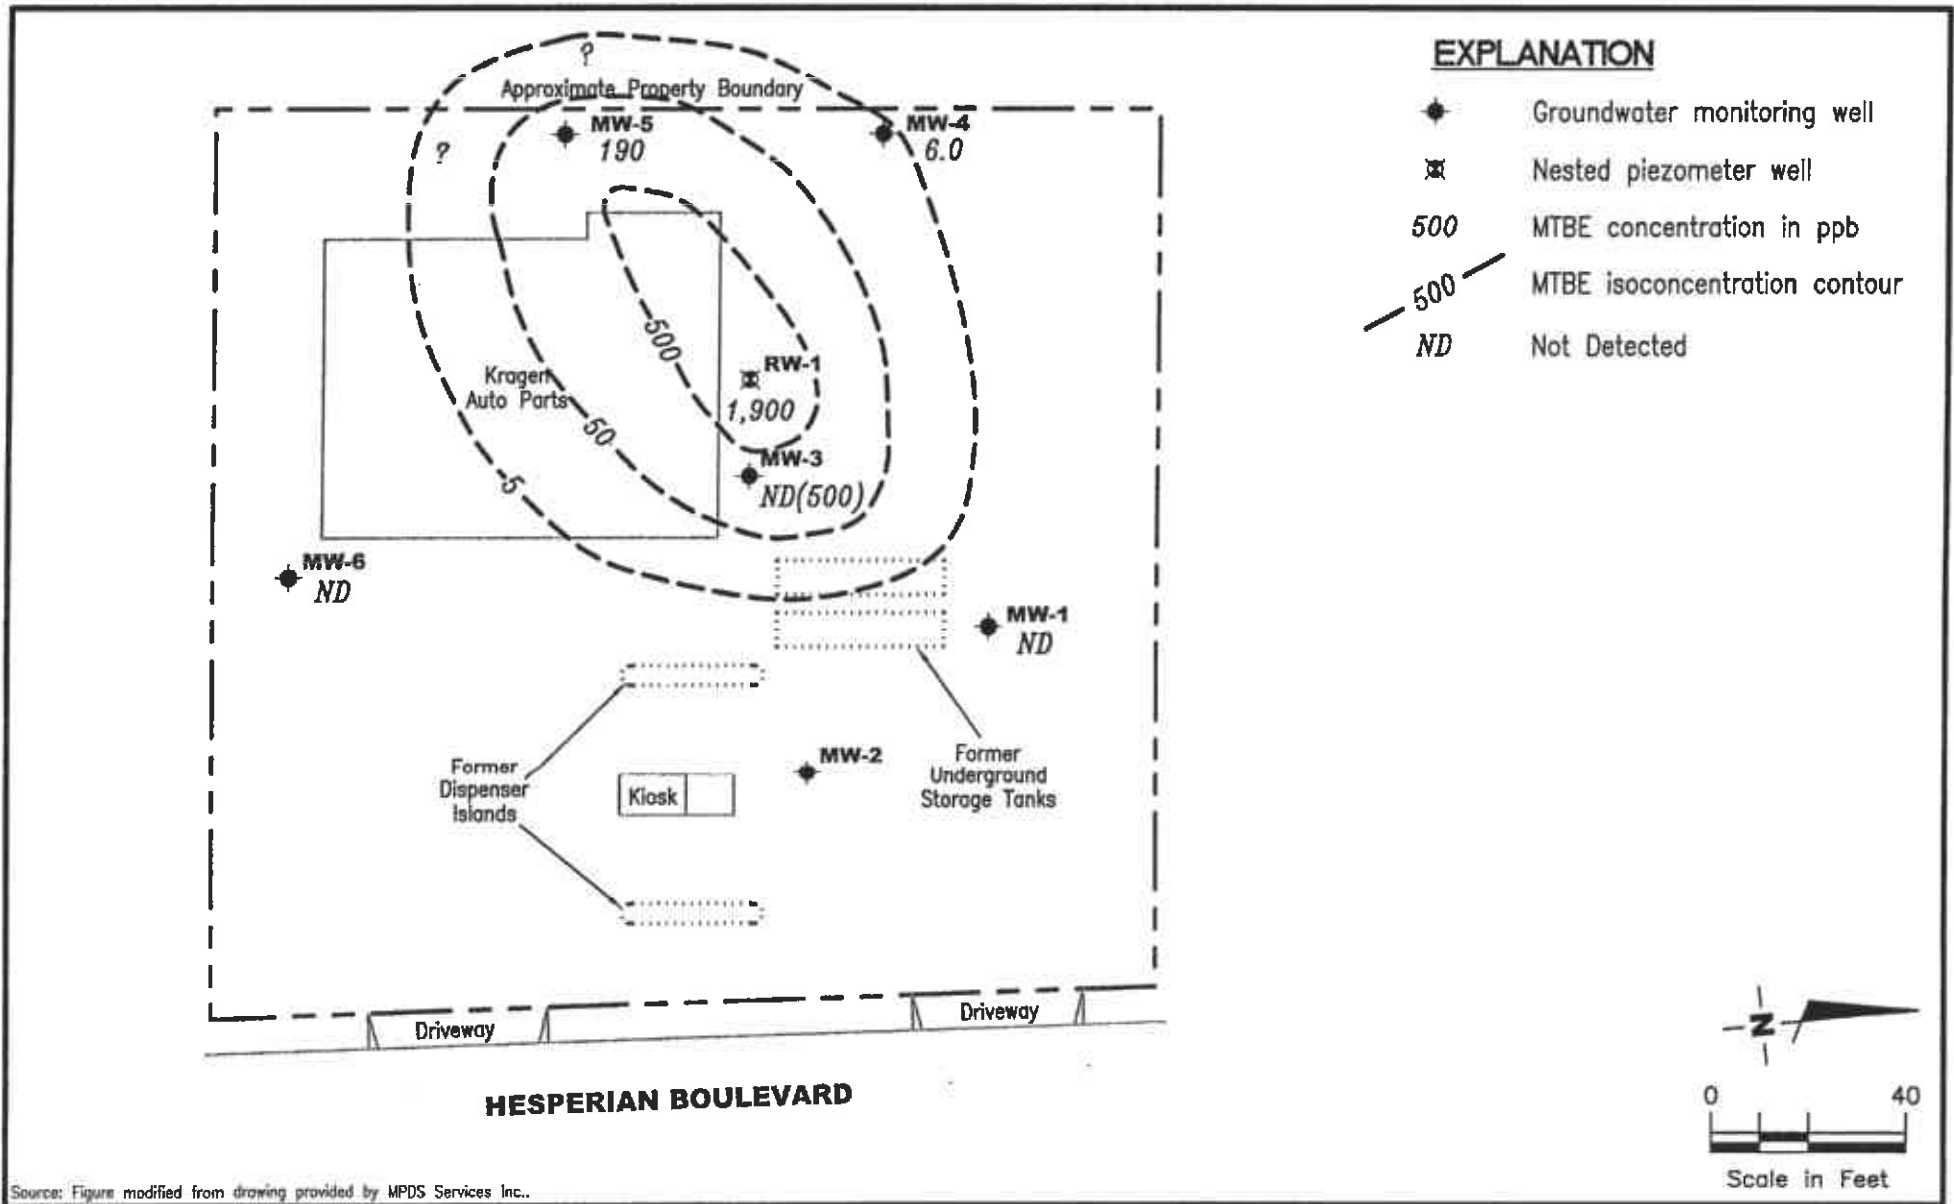 EXPLANATION
Groundwater monitoring well
Nested piezometer well
500 MTBE concentration in ppb
500 MTBE isoconcentration contour
ND Not Detected
?
Approximate Property Boundary
MW-5
190
MW-4
6.0
?
500
RW-1
1,900
Kragen
Auto Parts
50
MW-3
ND(500)
5
MW-6
ND
MW-1
ND
MW-2
Former
Dispenser
Islands
Kiosk
Former
Underground
Storage Tanks
Driveway
Driveway
HESPERIAN BOULEVARD
N
0 40
Scale in Feet
Source: Figure modified from drawing provided by MPDS Services Inc..